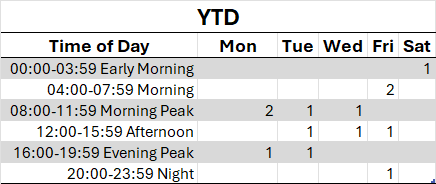 YTD
Time of Day Mon Tue Wed Fri Sat
00:00-03:59 Early Morning 1
04:00-07:59 Morning 2
08:00-11:59 Morning Peak 2 1 1
12:00-15:59 Afternoon 1 1 1
16:00-19:59 Evening Peak 1 1
20:00-23:59 Night 1